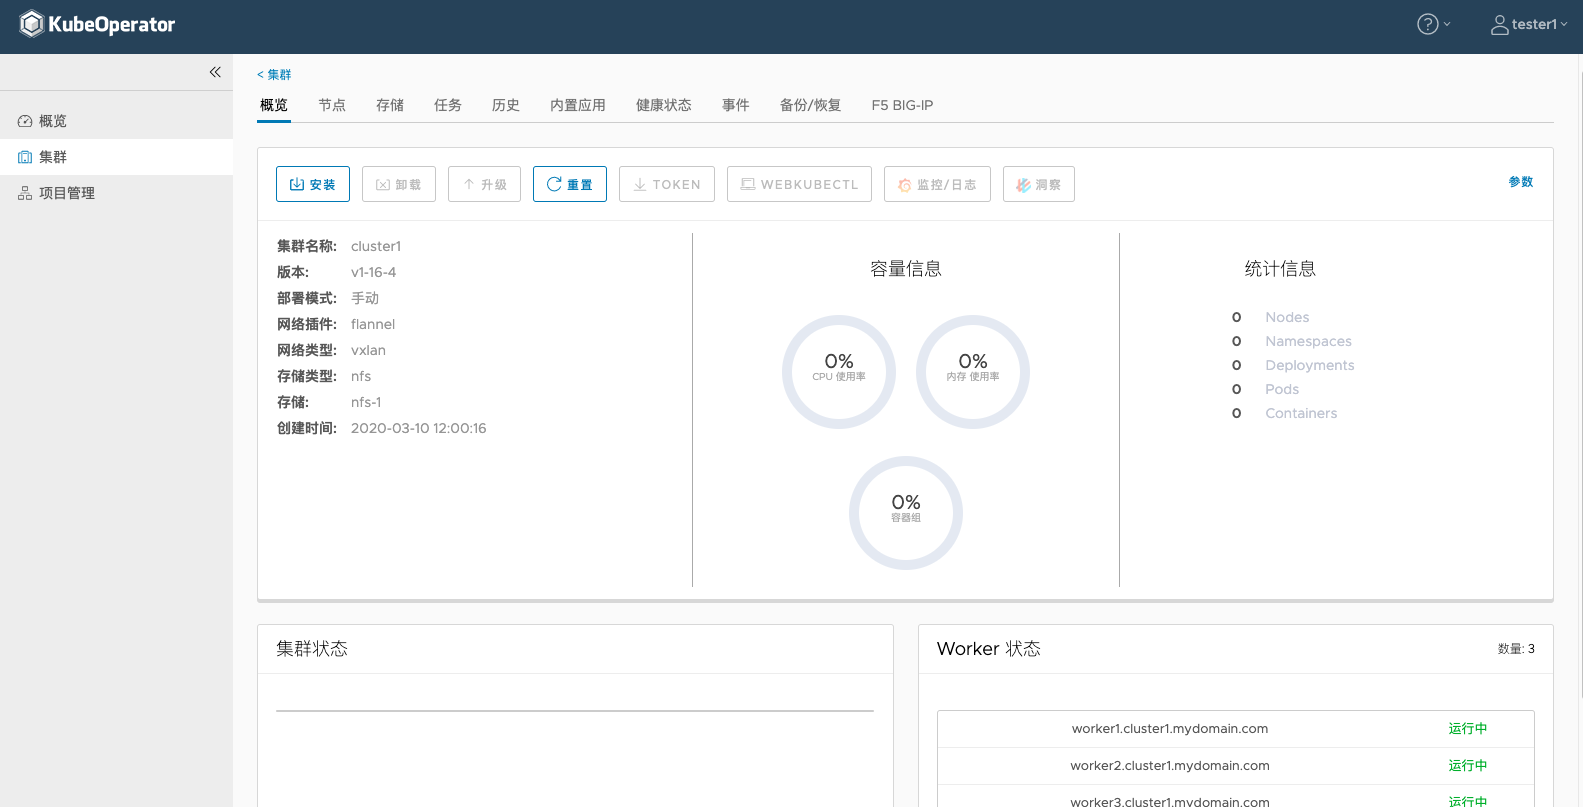 KubeOperator
tester1
< 集群
概览 节点 存储 任务 历史 内置应用 健康状态 事件 备份/恢复 F5 BIG-IP
概览
集群
项目管理
安装 卸载 升级 重置 TOKEN WEBKUBECTL 监控/日志 洞察 参数
集群名称: cluster1
版本: v1-16-4
部署模式: 手动
网络插件: flannel
网络类型: vxlan
存储类型: nfs
存储: nfs-1
创建时间: 2020-03-10 12:00:16
容量信息
0%
CPU 使用率
0%
内存 使用率
0%
容器组
统计信息
0 Nodes
0 Namespaces
0 Deployments
0 Pods
0 Containers
集群状态
Worker 状态 数量: 3
worker1.cluster1.mydomain.com 运行中
worker2.cluster1.mydomain.com 运行中
worker3.cluster1.mydomain.com 运行中